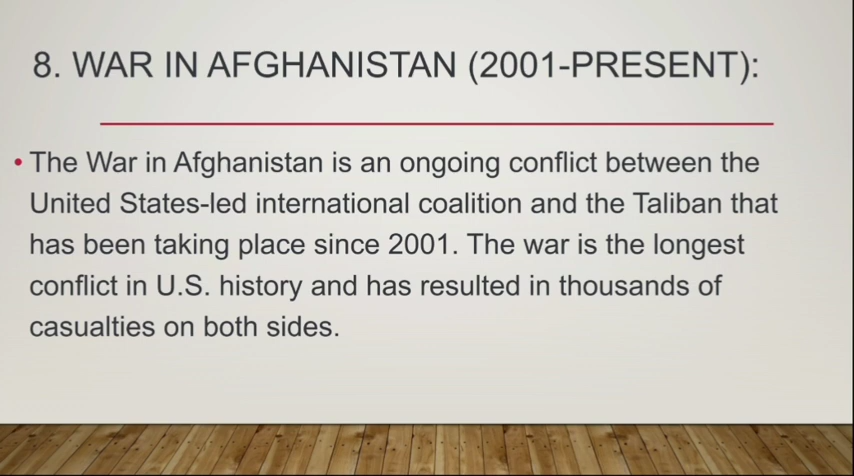 8. WAR IN AFGHANISTAN (2001-PRESENT):
• The War in Afghanistan is an ongoing conflict between the
United States-led international coalition and the Taliban that
has been taking place since 2001. The war is the longest
conflict in U.S. history and has resulted in thousands of
casualties on both sides.